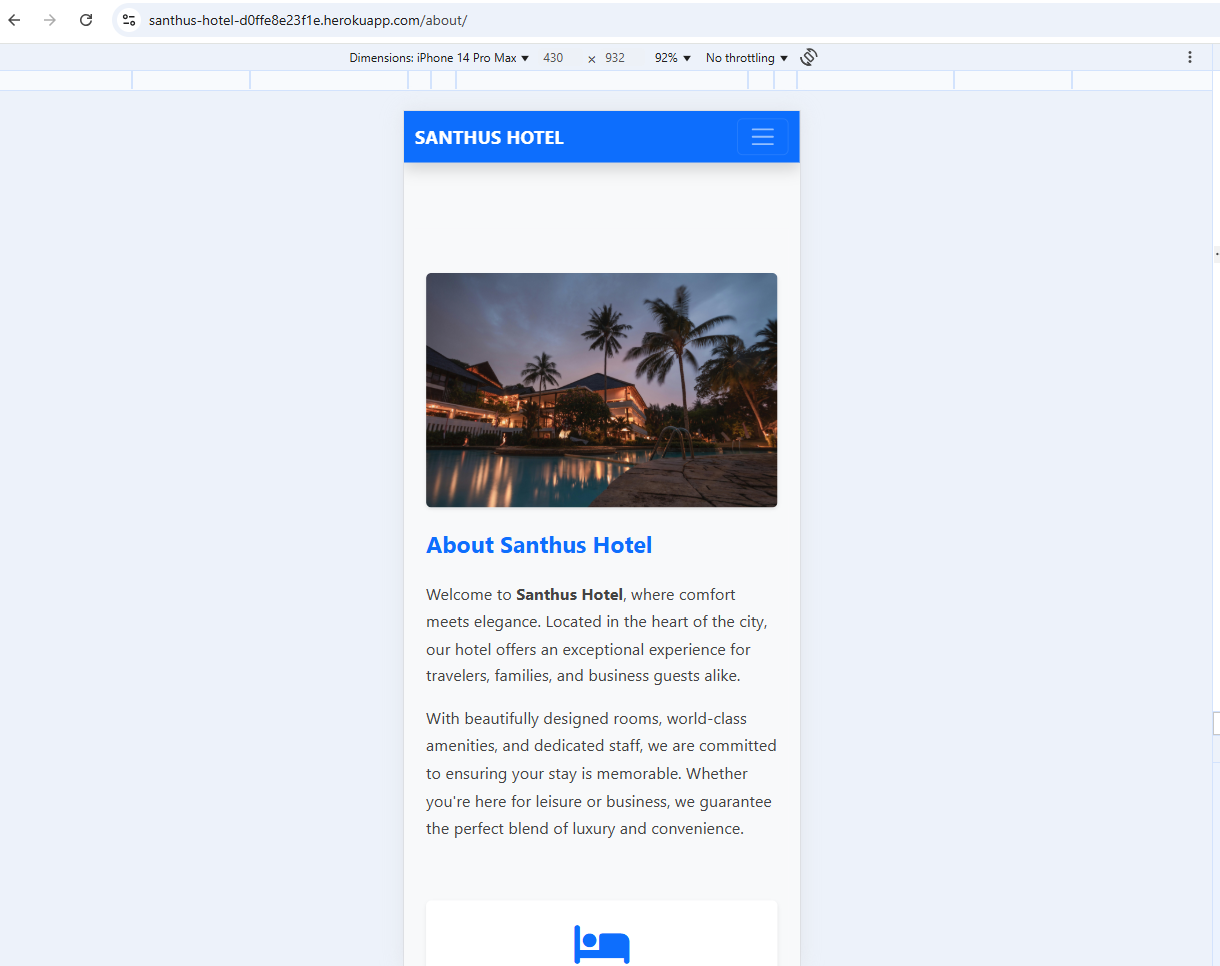 santhus-hotel-d0ffe8e23f1e.herokuapp.com/about/
Dimensions: iPhone 14 Pro Max 430 × 932 92% No throttling
SANTHUS HOTEL
About Santhus Hotel
Welcome to Santhus Hotel, where comfort
meets elegance. Located in the heart of the city,
our hotel offers an exceptional experience for
travelers, families, and business guests alike.
With beautifully designed rooms, world-class
amenities, and dedicated staff, we are committed
to ensuring your stay is memorable. Whether
you're here for leisure or business, we guarantee
the perfect blend of luxury and convenience.